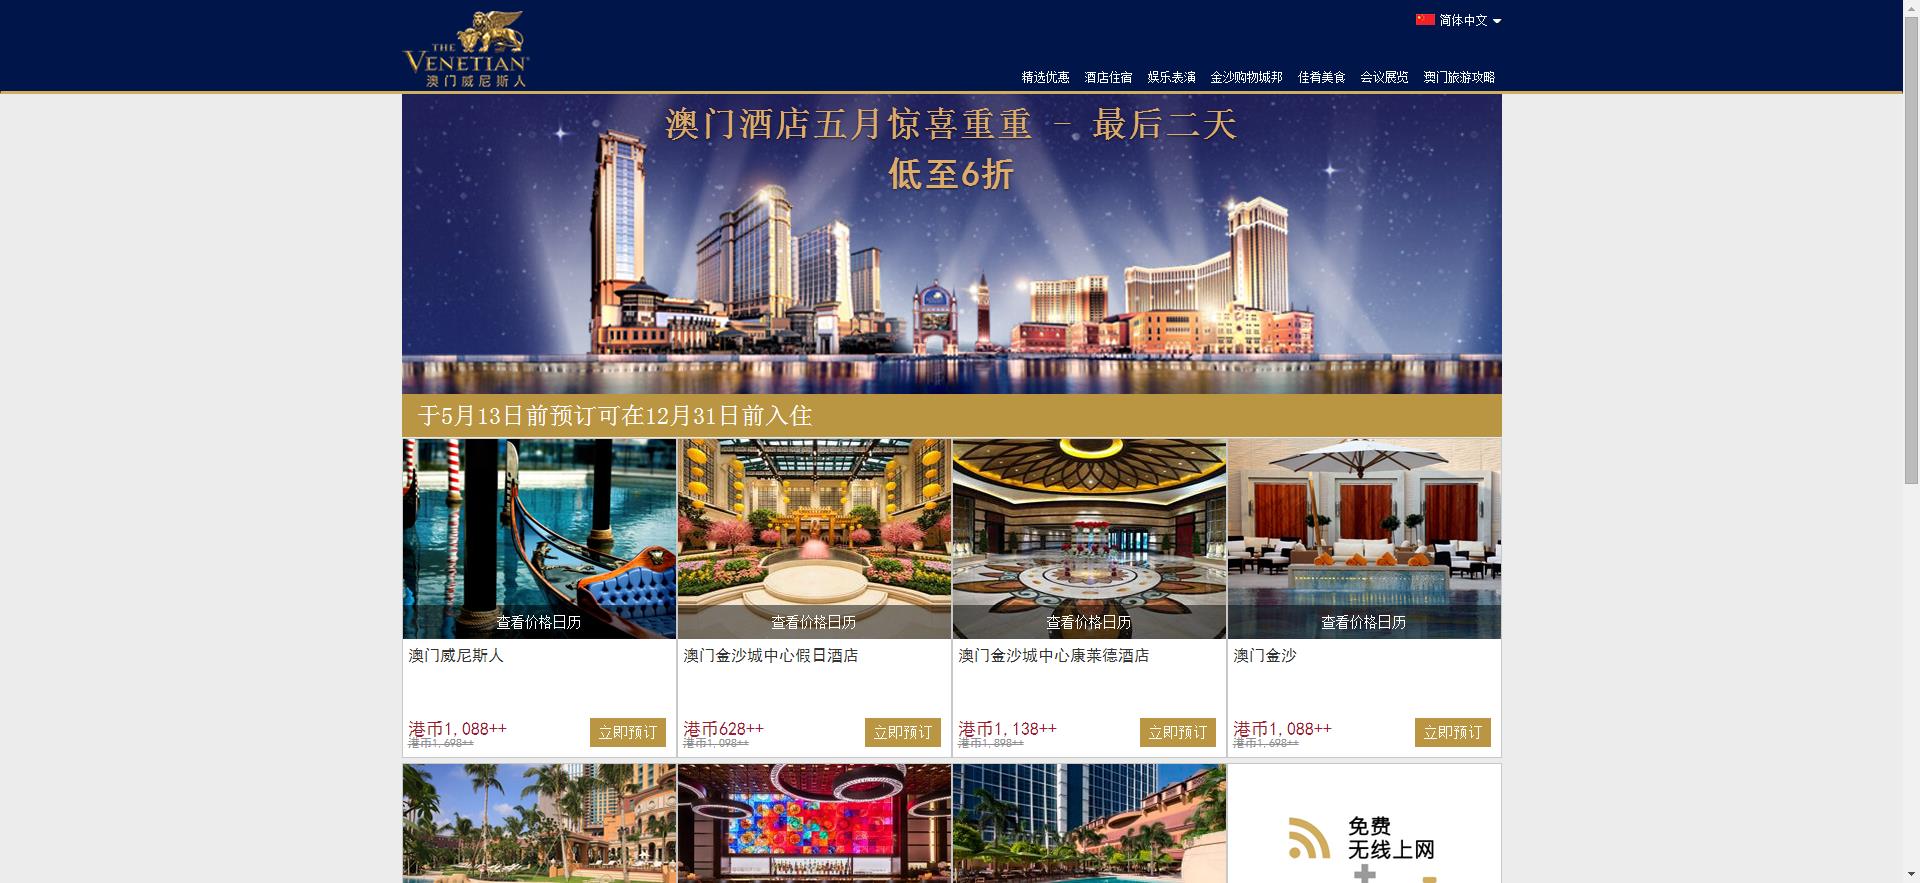 THE
VENETIAN
澳门威尼斯人
简体中文
精选优惠 酒店住宿 娱乐表演 金沙购物城邦 佳肴美食 会议展览 澳门旅游攻略
澳门酒店五月惊喜重重 - 最后二天
低至6折
于5月13日前预订可在12月31日前入住
查看价格日历 查看价格日历 查看价格日历 查看价格日历
澳门威尼斯人 澳门金沙城中心假日酒店 澳门金沙城中心康莱德酒店 澳门金沙
港币1,088++ 立即预订 港币628++ 立即预订 港币1,138++ 立即预订 港币1,088++ 立即预订
港币1,698++ 港币1,098++ 港币1,898++ 港币1,698++
免费
无线上网